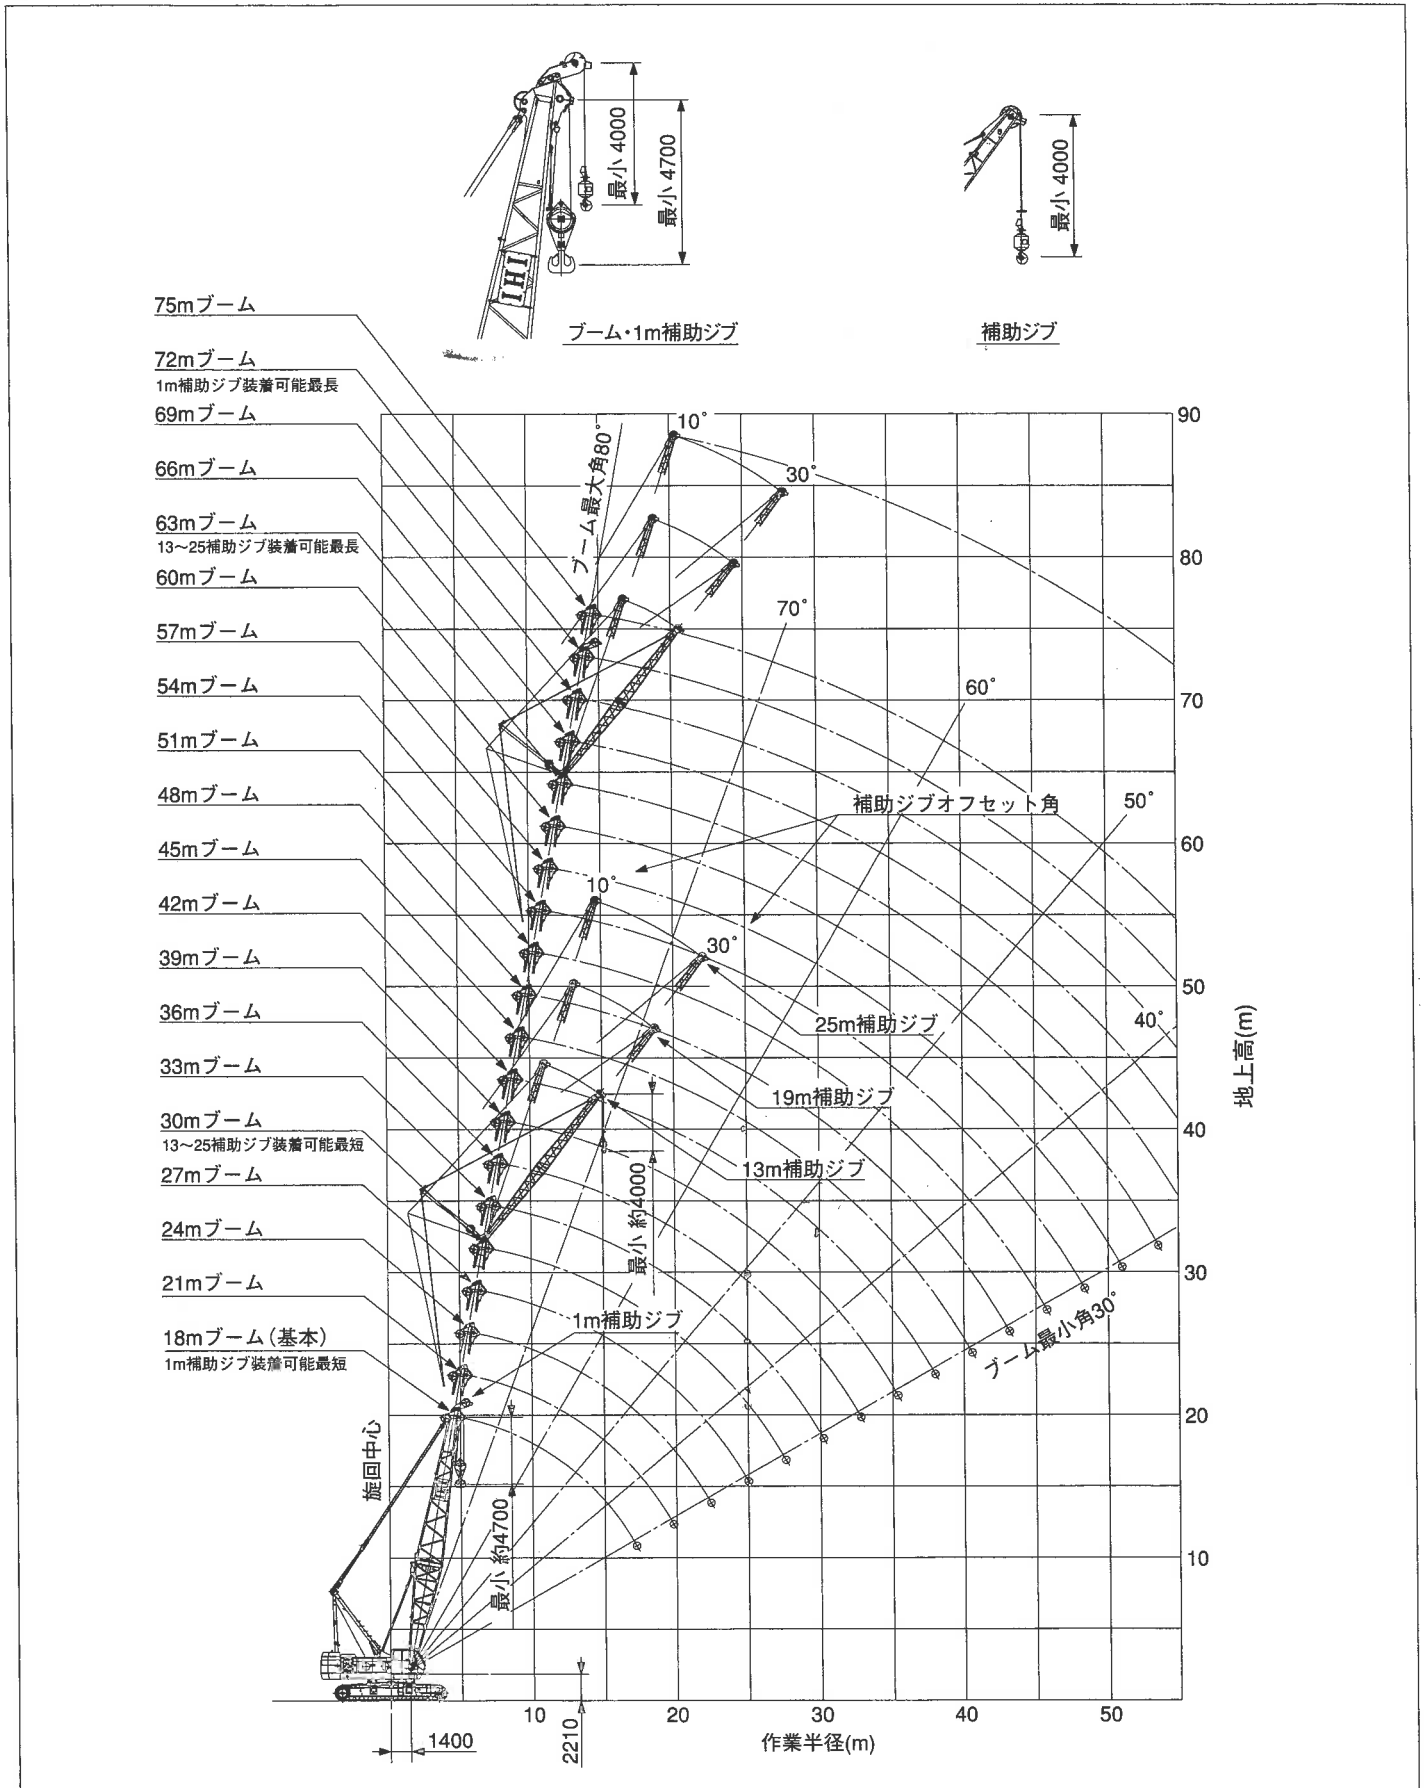 最小 4000
最小 4700
最小 4000
IHI
ブーム・1m補助ジブ
補助ジブ
75mブーム
72mブーム
1m補助ジブ装着可能最長
69mブーム
66mブーム
63mブーム
13～25補助ジブ装着可能最長
60mブーム
57mブーム
54mブーム
51mブーム
48mブーム
45mブーム
42mブーム
39mブーム
36mブーム
33mブーム
30mブーム
13～25補助ジブ装着可能最短
27mブーム
24mブーム
21mブーム
18mブーム（基本）
1m補助ジブ装着可能最短
旋回中心
ブーム最大角80°
10°
30°
70°
60°
50°
40°
補助ジブオフセット角
10°
30°
25m補助ジブ
19m補助ジブ
13m補助ジブ
最小 約4000
1m補助ジブ
最小 約4700
ブーム最小角30°
90
80
70
60
50
40
30
20
10
地上高(m)
10
20
30
40
50
作業半径(m)
1400
2210